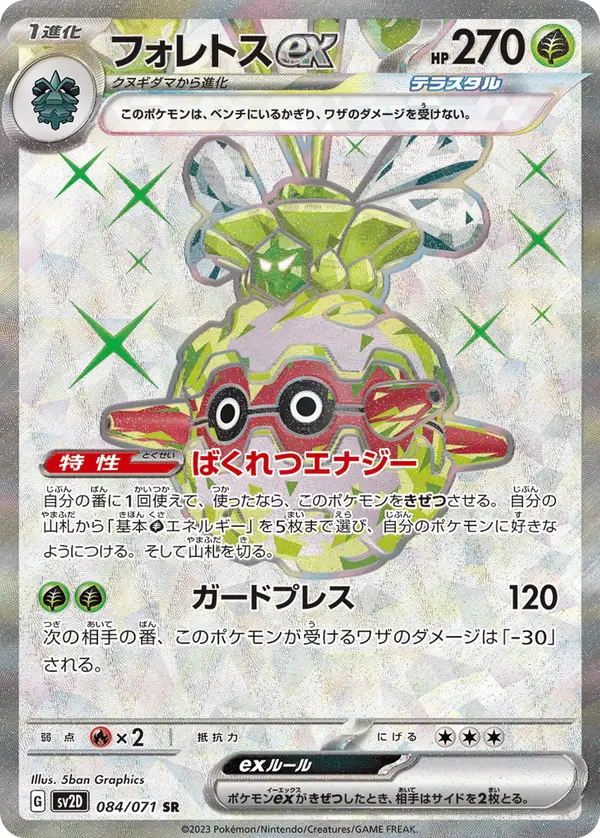 1進化
フォレトスex
HP 270
クヌギダマから進化
テラスタル
このポケモンは、ベンチにいるかぎり、ワザのダメージを受けない。
特性 ばくれつエナジー
自分の番に1回使えて、使ったなら、このポケモンをきぜつさせる。自分の
山札から「基本エネルギー」を5枚まで選び、自分のポケモンに好きな
ようにつける。そして山札を切る。
ガードプレス 120
次の相手の番、このポケモンが受けるワザのダメージは「-30」
される。
弱点 ×2 抵抗力 にげる
exルール
ポケモンexがきぜつしたとき、相手はサイドを2枚とる。
Illus. 5ban Graphics
G sv2D 084/071 SR
©2023 Pokémon/Nintendo/Creatures/GAME FREAK.